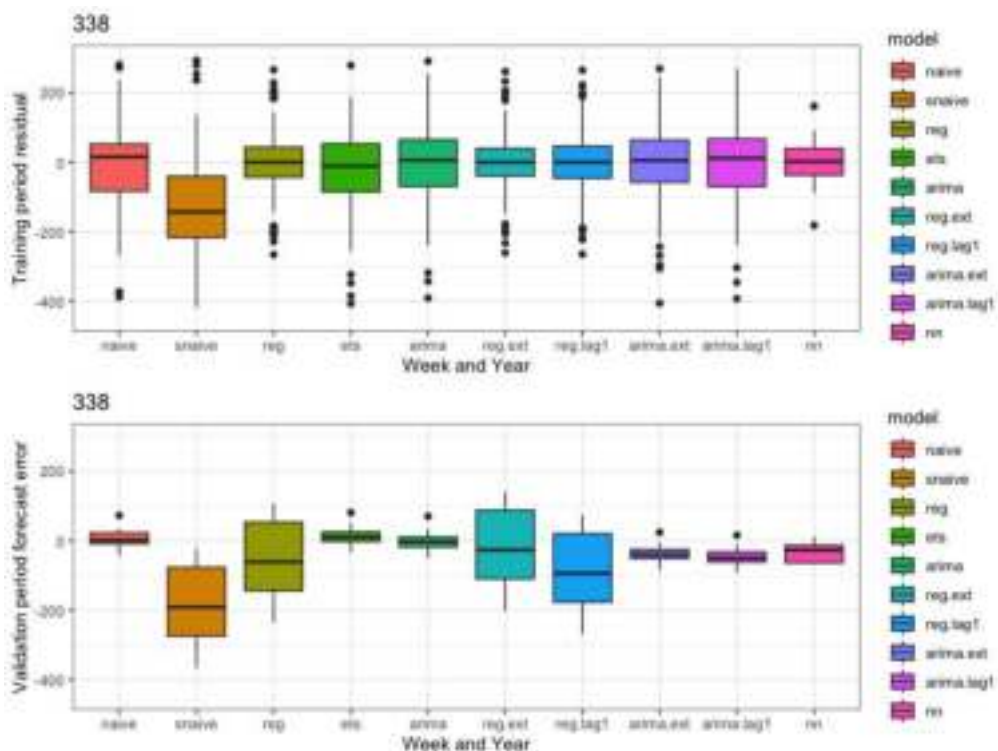 338
model
Training period residual
200
0
-200
-400
naive
snaive
reg
ets
arima
reg.ext
reg.lag1
arima.ext
arima.lag1
nn
naive snaive reg ets arima reg.ext reg.lag1 arima.ext arima.lag1 nn
Week and Year
338
model
Validation period forecast error
200
0
-200
-400
naive
snaive
reg
ets
arima
reg.ext
reg.lag1
arima.ext
arima.lag1
nn
naive snaive reg ets arima reg.ext reg.lag1 arima.ext arima.lag1 nn
Week and Year